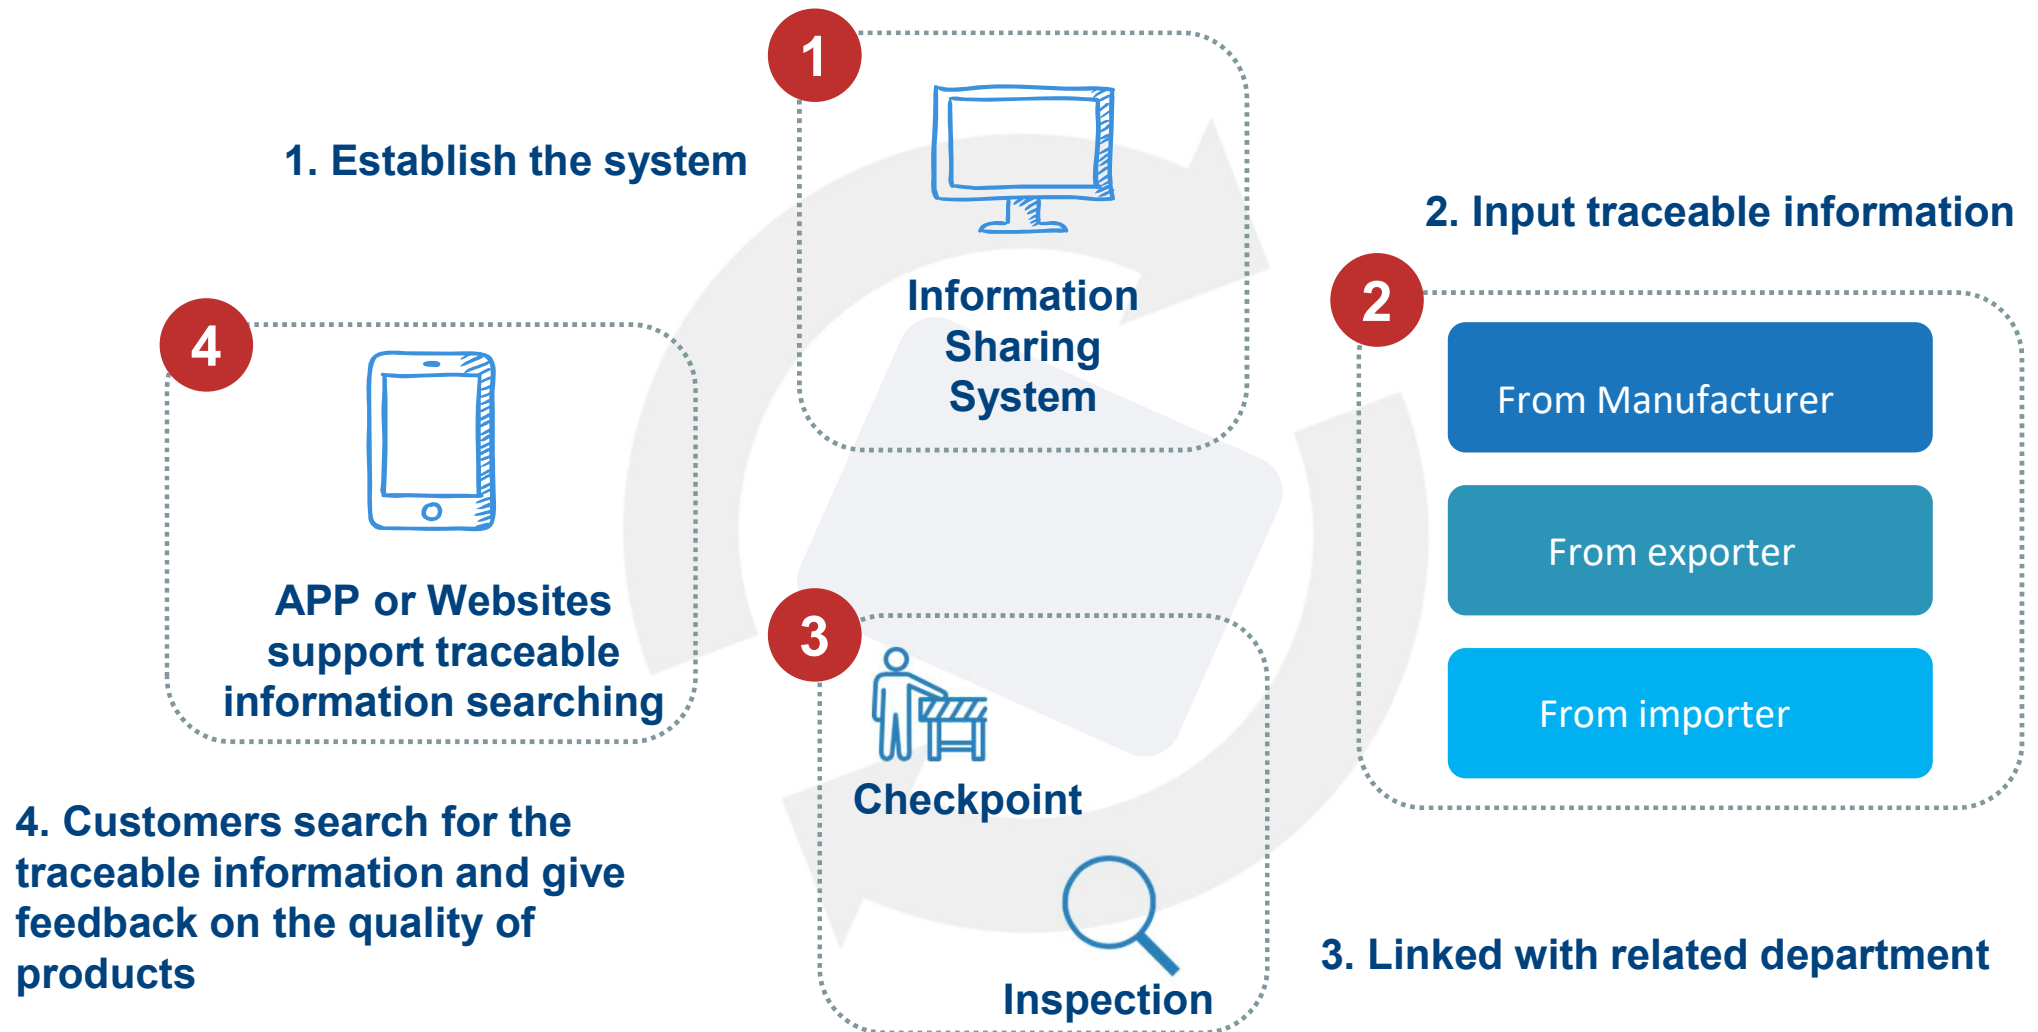 1
1. Establish the system
Information
Sharing
System
2. Input traceable information
2
From Manufacturer
From exporter
From importer
3
Checkpoint
Inspection
3. Linked with related department
4
APP or Websites
support traceable
information searching
4. Customers search for the
traceable information and give
feedback on the quality of
products